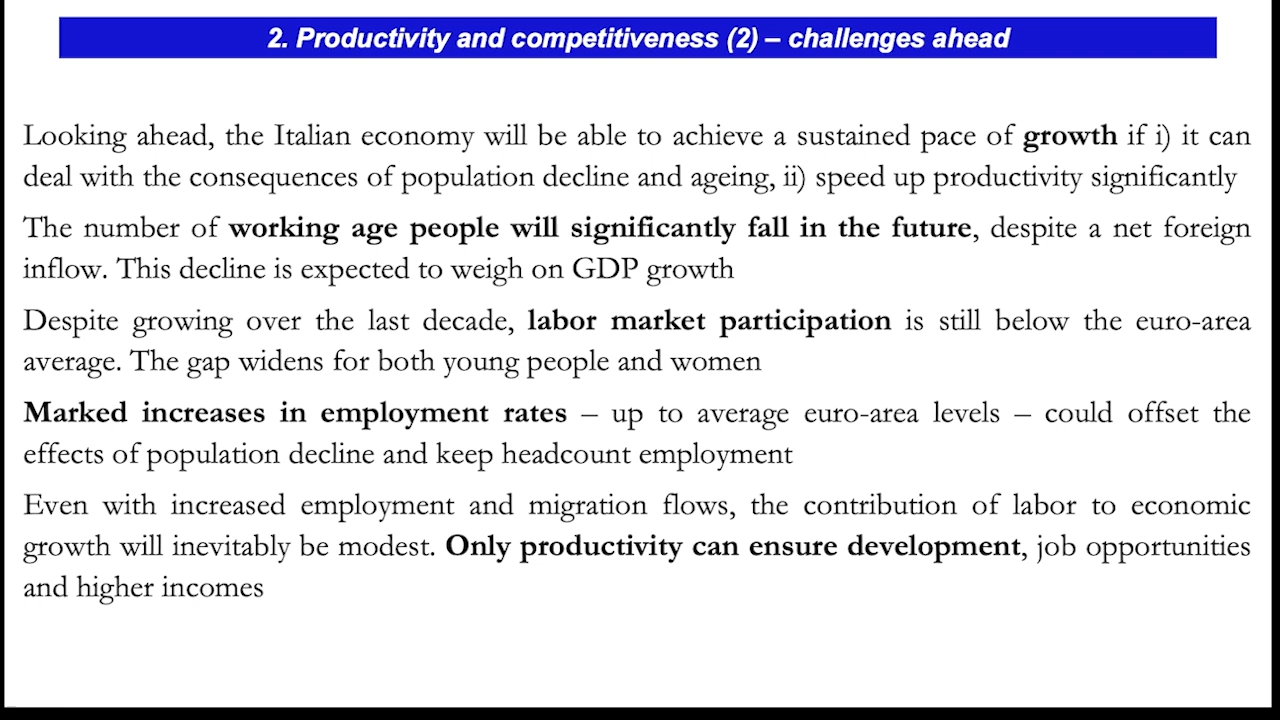 2. Productivity and competitiveness (2) – challenges ahead
Looking ahead, the Italian economy will be able to achieve a sustained pace of growth if i) it can
deal with the consequences of population decline and ageing, ii) speed up productivity significantly
The number of working age people will significantly fall in the future, despite a net foreign
inflow. This decline is expected to weigh on GDP growth
Despite growing over the last decade, labor market participation is still below the euro-area
average. The gap widens for both young people and women
Marked increases in employment rates – up to average euro-area levels – could offset the
effects of population decline and keep headcount employment
Even with increased employment and migration flows, the contribution of labor to economic
growth will inevitably be modest. Only productivity can ensure development, job opportunities
and higher incomes